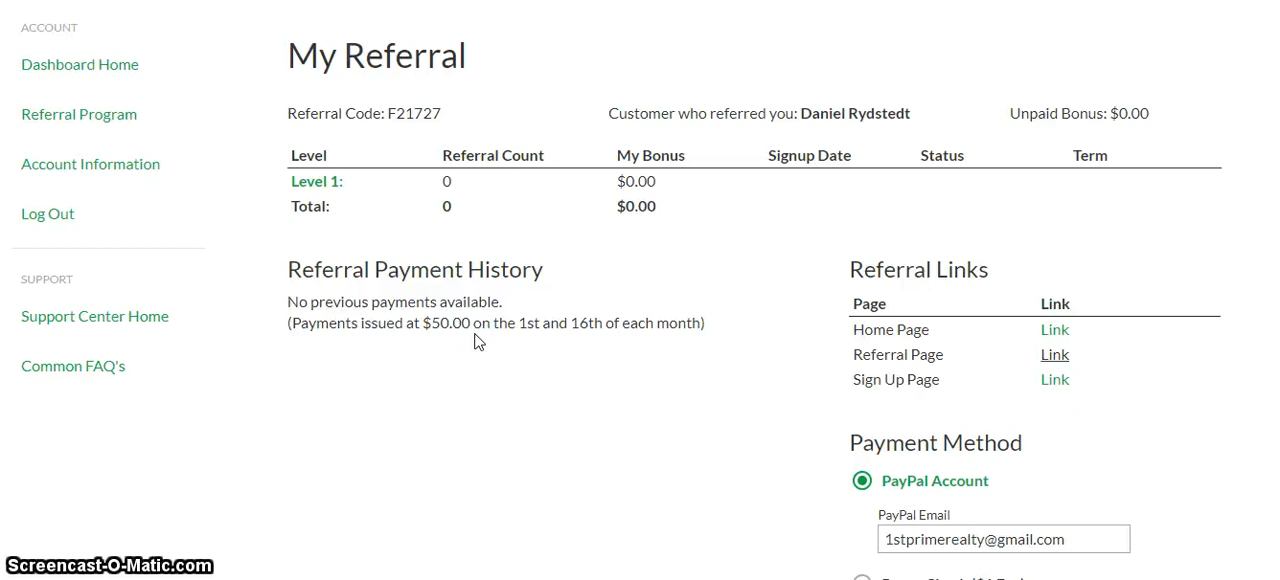 ACCOUNT
Dashboard Home
Referral Program
Account Information
Log Out
SUPPORT
Support Center Home
Common FAQ's
My Referral
Referral Code: F21727 Customer who referred you: Daniel Rydstedt Unpaid Bonus: $0.00
Level Referral Count My Bonus Signup Date Status Term
Level 1: 0 $0.00
Total: 0 $0.00
Referral Payment History
No previous payments available.
(Payments issued at $50.00 on the 1st and 16th of each month)
Referral Links
Page Link
Home Page Link
Referral Page Link
Sign Up Page Link
Payment Method
PayPal Account
PayPal Email
1stprimerealty@gmail.com
Screencast-O-Matic.com